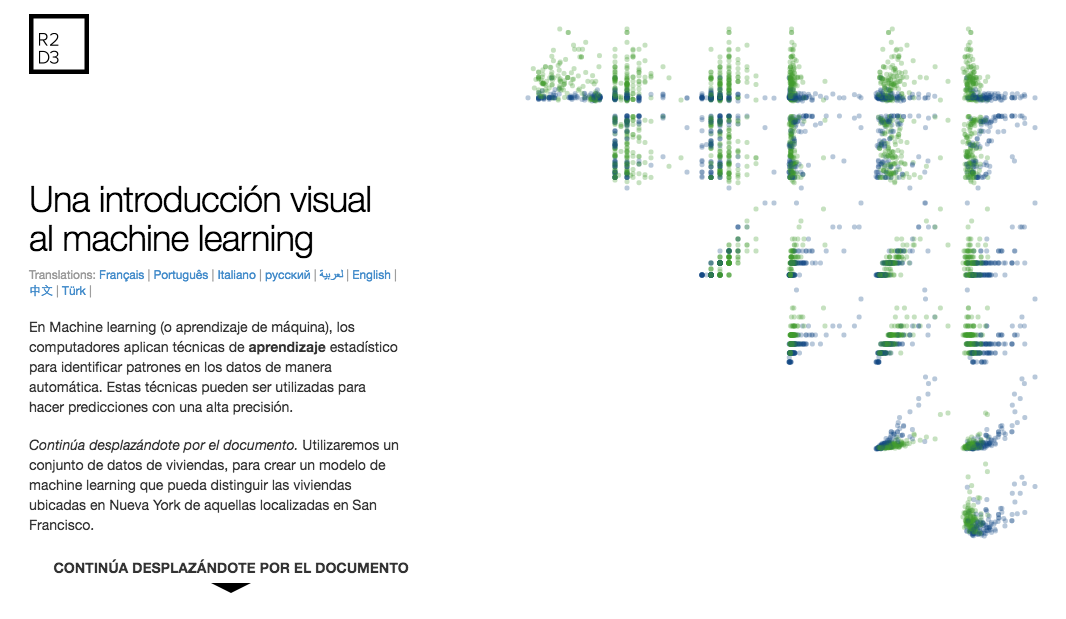 R2
D3
Una introducción visual
al machine learning
Translations: Français | Português | Italiano | русский | لعربية | English |
中文 | Türk |
En Machine learning (o aprendizaje de máquina), los
computadores aplican técnicas de aprendizaje estadístico
para identificar patrones en los datos de manera
automática. Estas técnicas pueden ser utilizadas para
hacer predicciones con una alta precisión.
Continúa desplazándote por el documento. Utilizaremos un
conjunto de datos de viviendas, para crear un modelo de
machine learning que pueda distinguir las viviendas
ubicadas en Nueva York de aquellas localizadas en San
Francisco.
CONTINÚA DESPLAZÁNDOTE POR EL DOCUMENTO